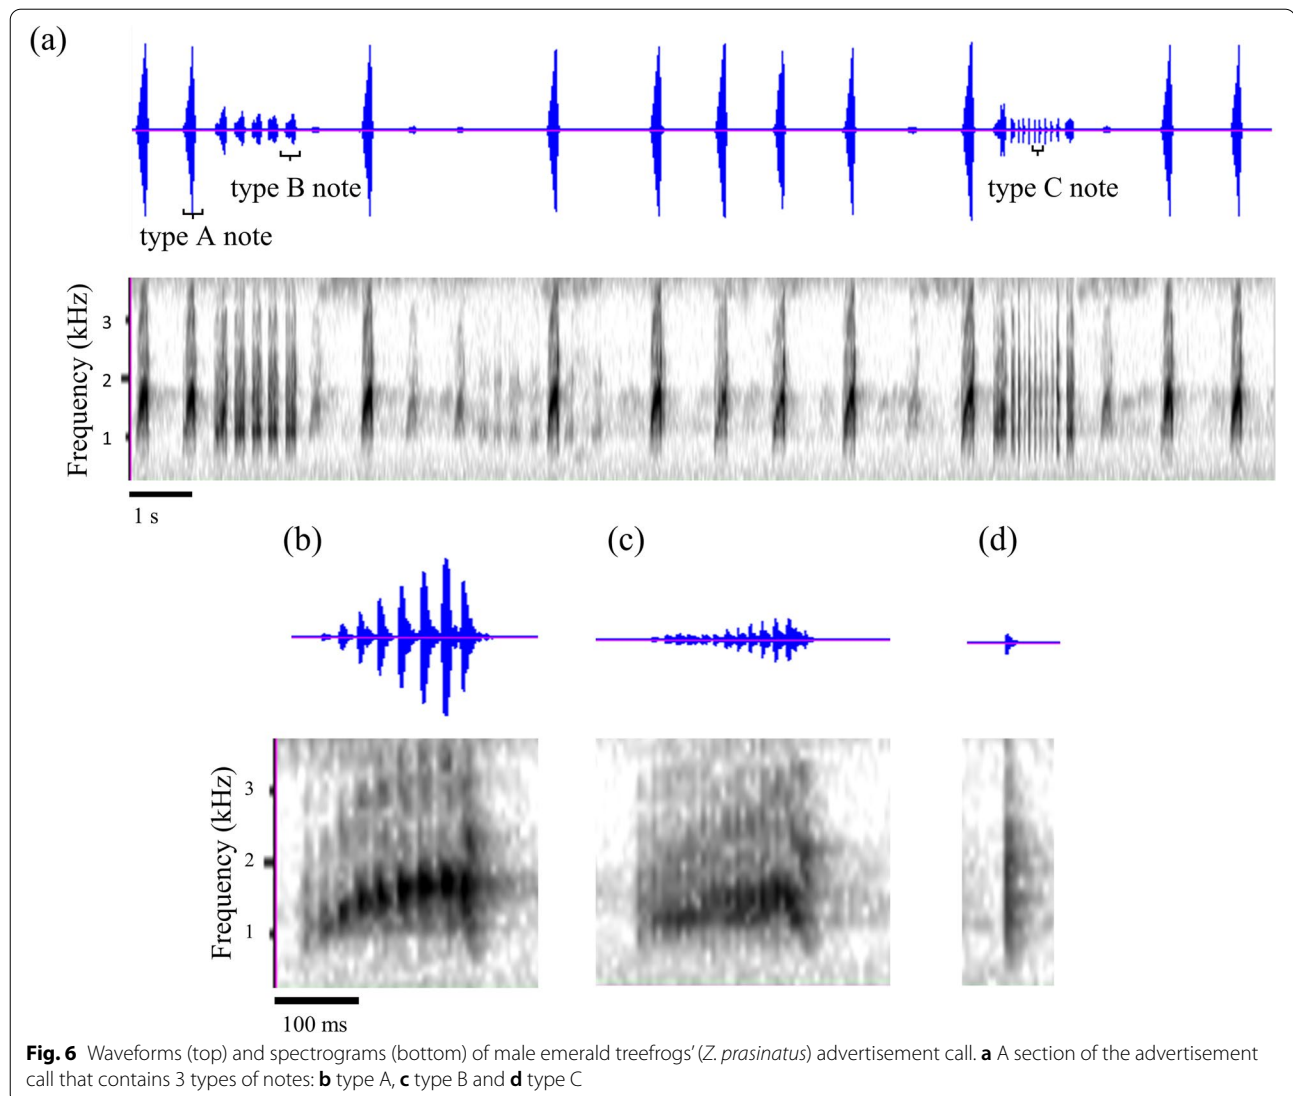 (a)
type B note
type C note
type A note
Frequency (kHz)
3
2
1
1 s
(b)
(c)
(d)
Frequency (kHz)
3
2
1
100 ms
Fig. 6 Waveforms (top) and spectrograms (bottom) of male emerald treefrogs’ (Z. prasinatus) advertisement call. a A section of the advertisement
call that contains 3 types of notes: b type A, c type B and d type C